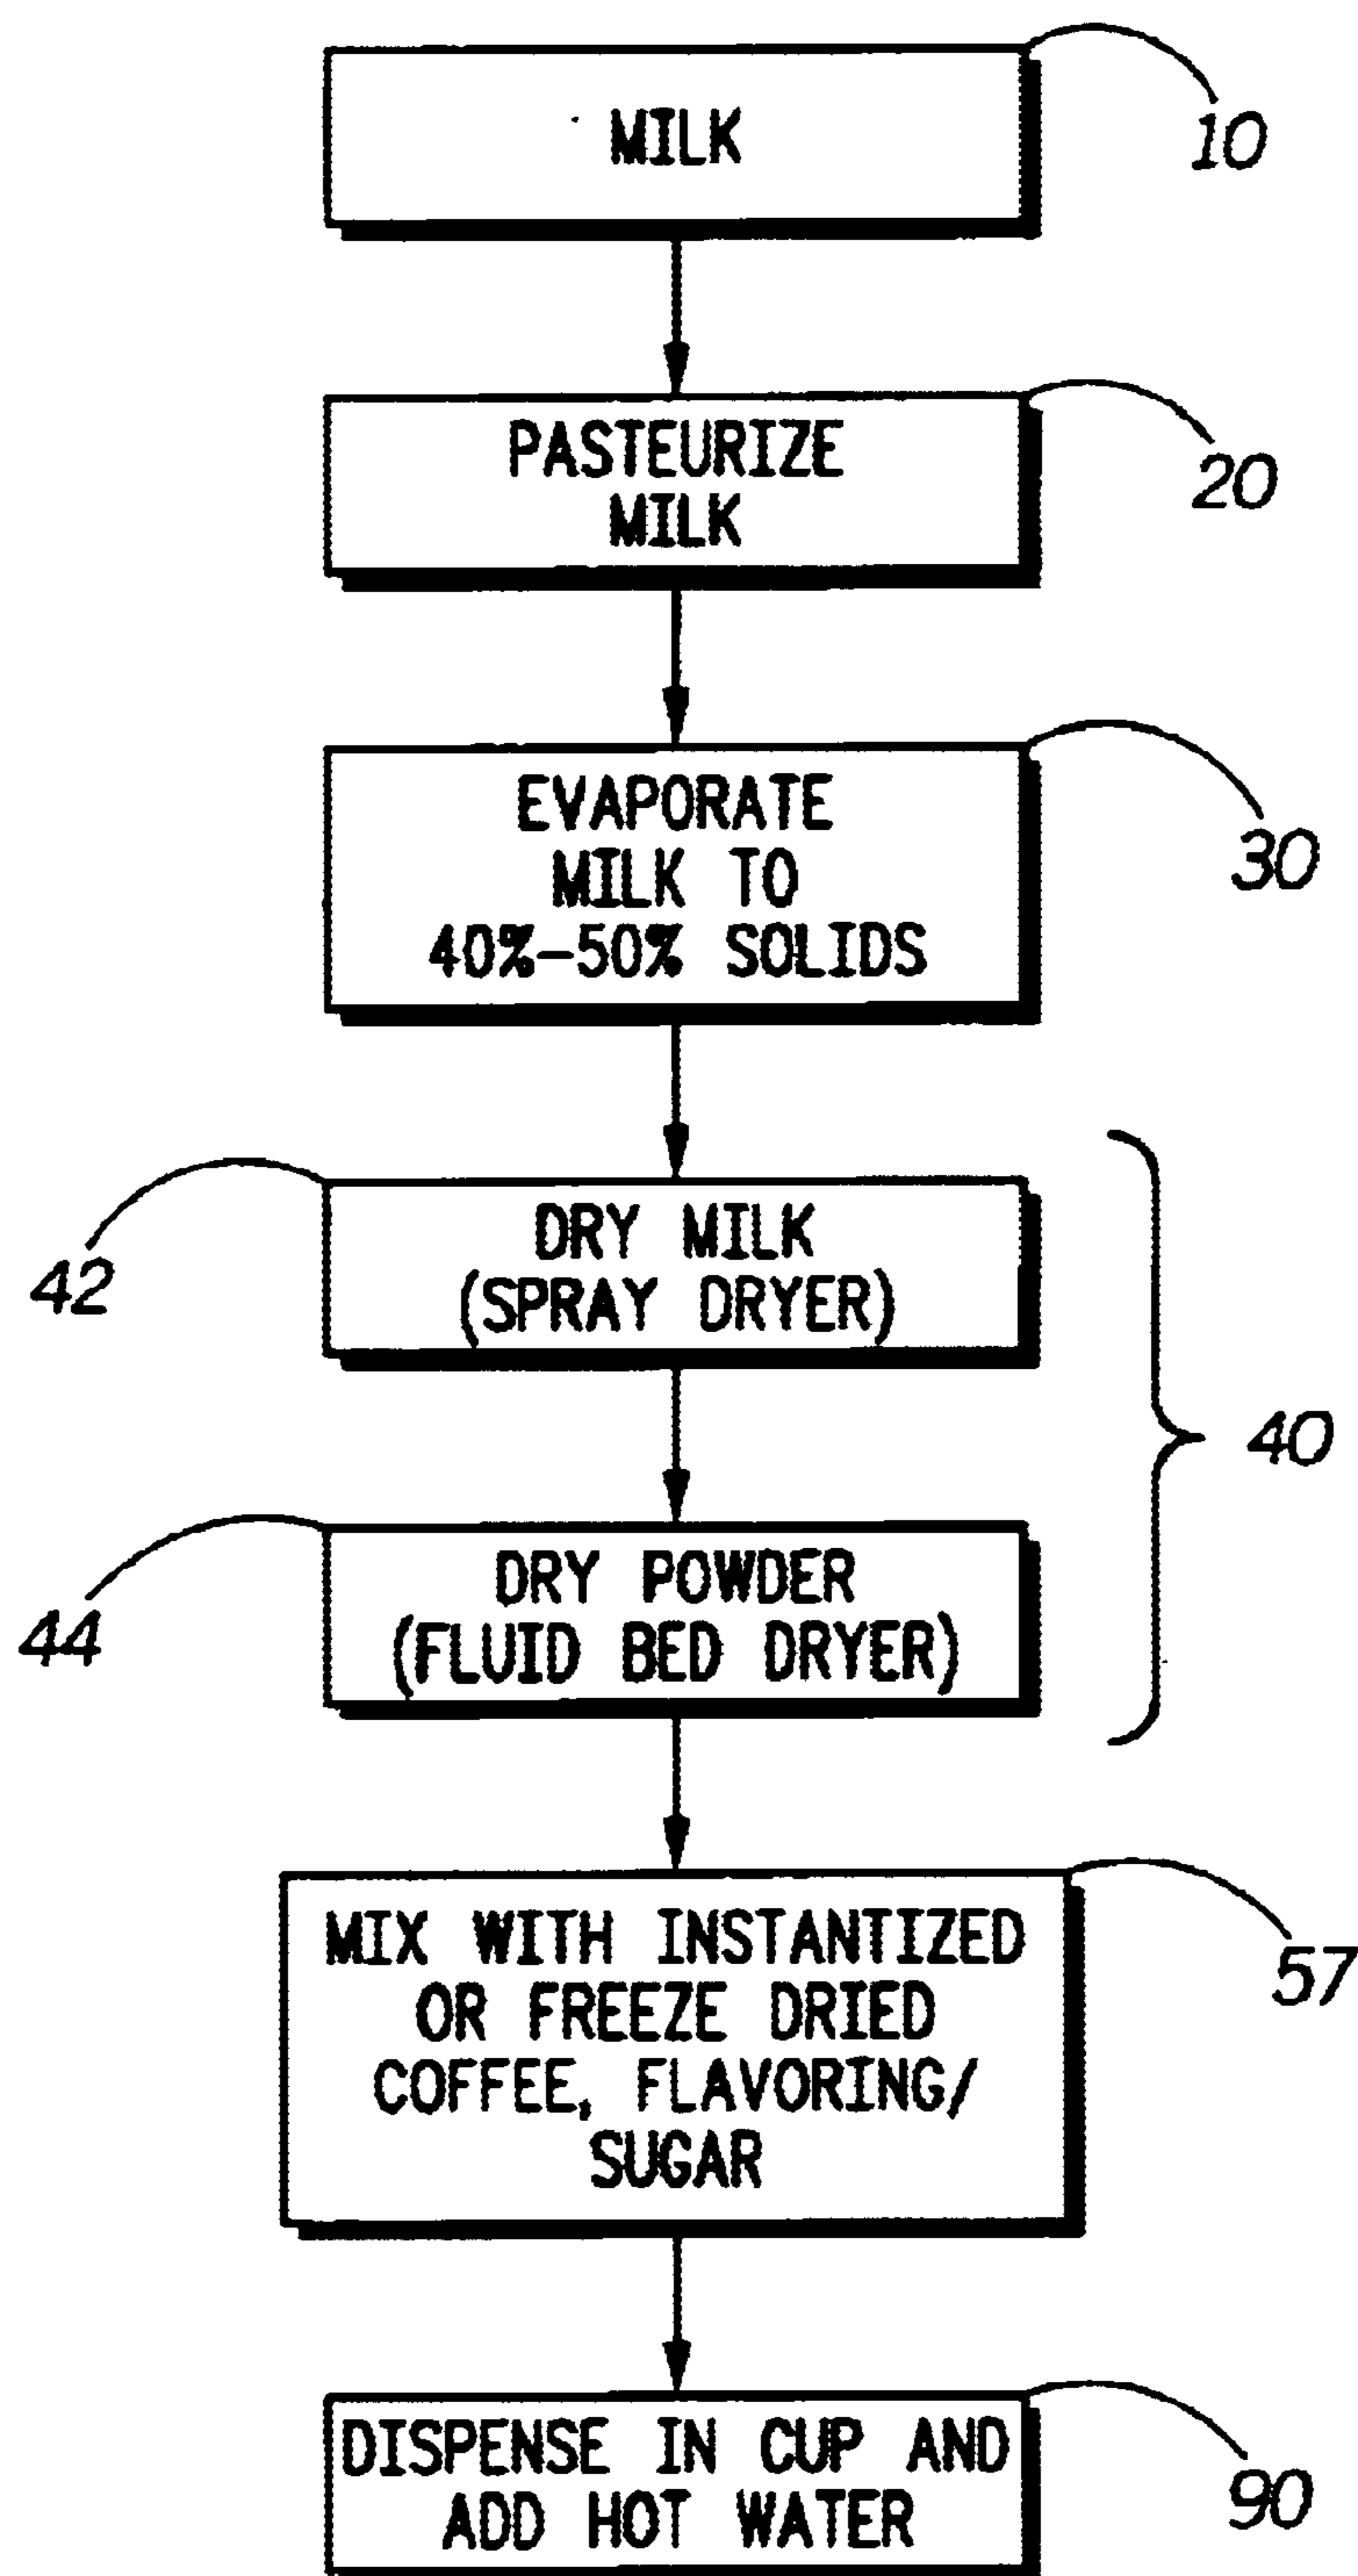 MILK
10
PASTEURIZE
MILK
20
EVAPORATE
MILK TO
40%-50% SOLIDS
30
42
DRY MILK
(SPRAY DRYER)
40
44
DRY POWDER
(FLUID BED DRYER)
MIX WITH INSTANTIZED
OR FREEZE DRIED
COFFEE, FLAVORING/
SUGAR
57
DISPENSE IN CUP AND
ADD HOT WATER
90